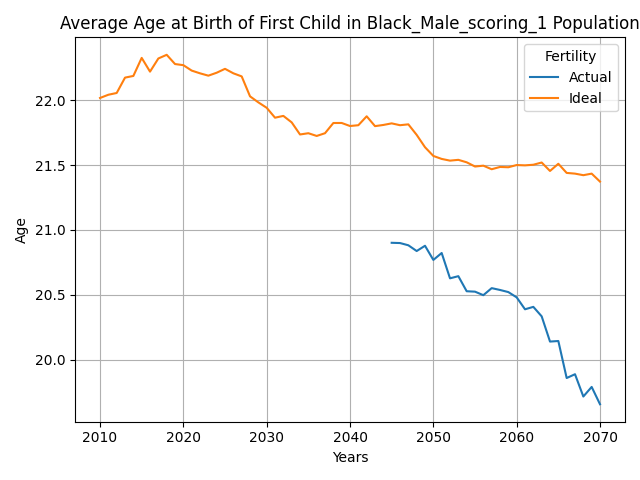 Average Age at Birth of First Child in Black_Male_scoring_1 Population
Fertility
Actual
Ideal
22.0
21.5
21.0
20.5
20.0
Age
2010 2020 2030 2040 2050 2060 2070
Years